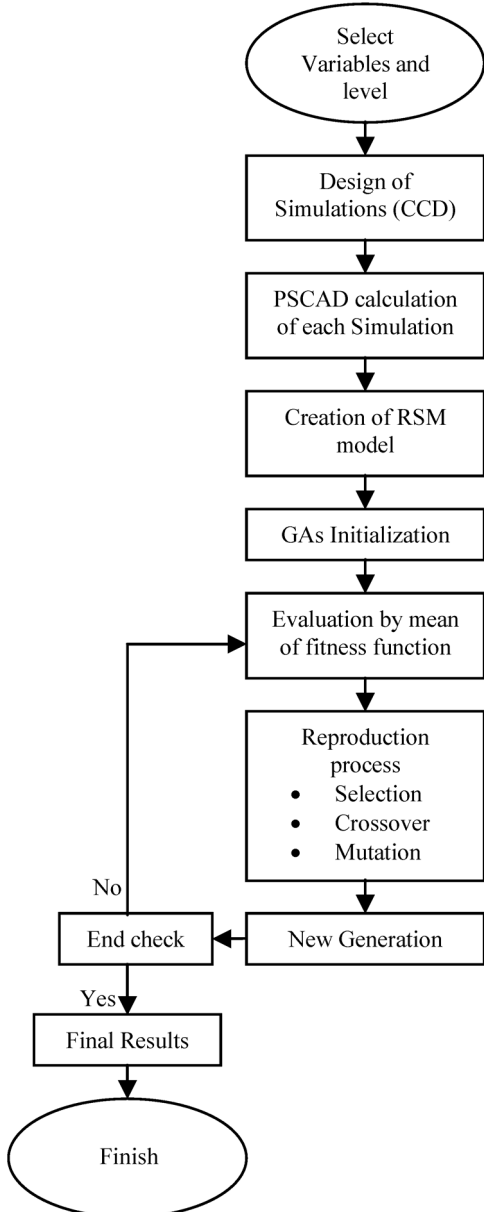 Select
Variables and
level
Design of
Simulations (CCD)
PSCAD calculation
of each Simulation
Creation of RSM
model
GAs Initialization
Evaluation by mean
of fitness function
Reproduction
process
• Selection
• Crossover
• Mutation
No
End check
New Generation
Yes
Final Results
Finish